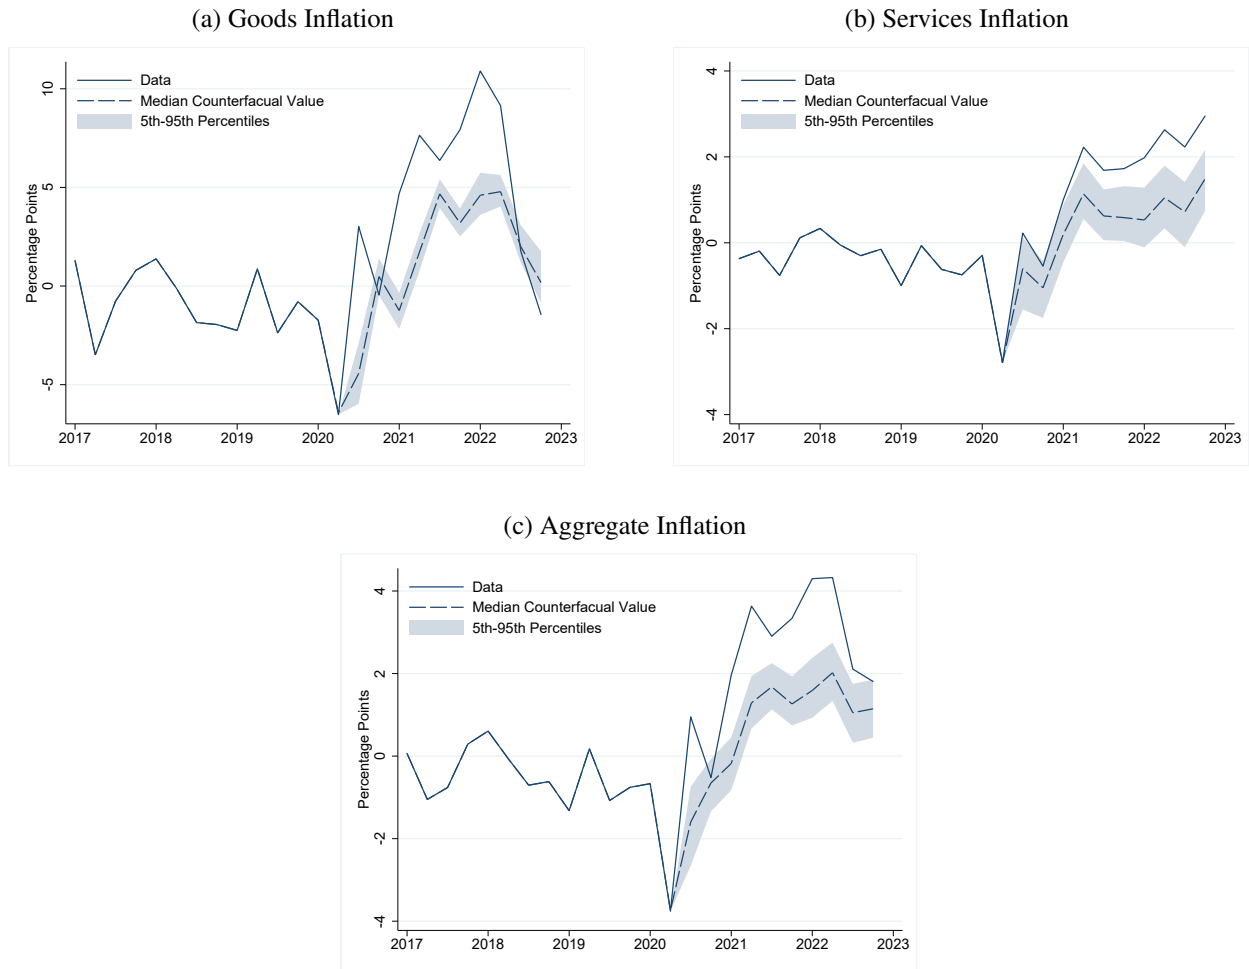 (a) Goods Inflation
Data
Median Counterfacual Value
5th-95th Percentiles
Percentage Points
10
5
0
-5
2017 2018 2019 2020 2021 2022 2023
(b) Services Inflation
Data
Median Counterfacual Value
5th-95th Percentiles
Percentage Points
4
2
0
-2
-4
2017 2018 2019 2020 2021 2022 2023
(c) Aggregate Inflation
Data
Median Counterfacual Value
5th-95th Percentiles
Percentage Points
4
2
0
-2
-4
2017 2018 2019 2020 2021 2022 2023